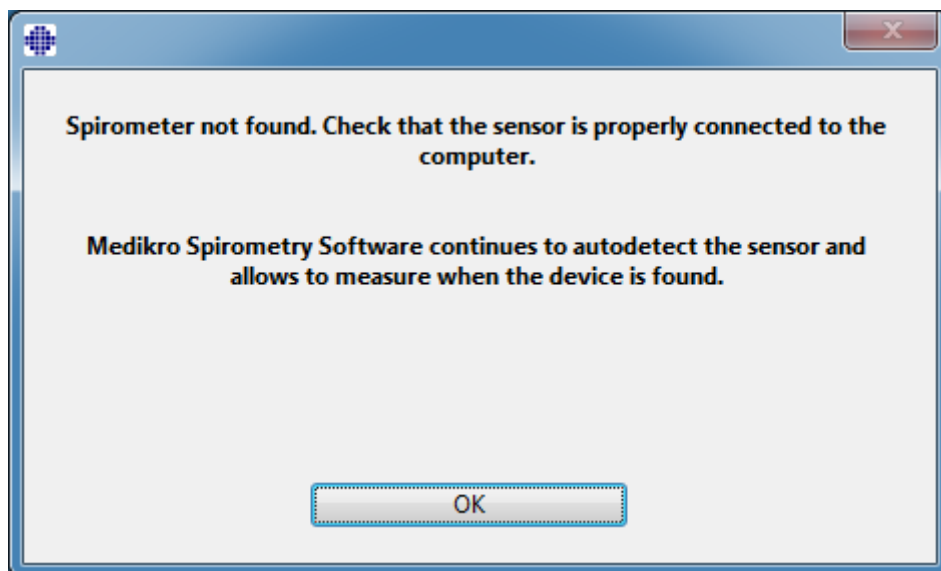 Spirometer not found. Check that the sensor is properly connected to the
computer.
Medikro Spirometry Software continues to autodetect the sensor and
allows to measure when the device is found.
OK